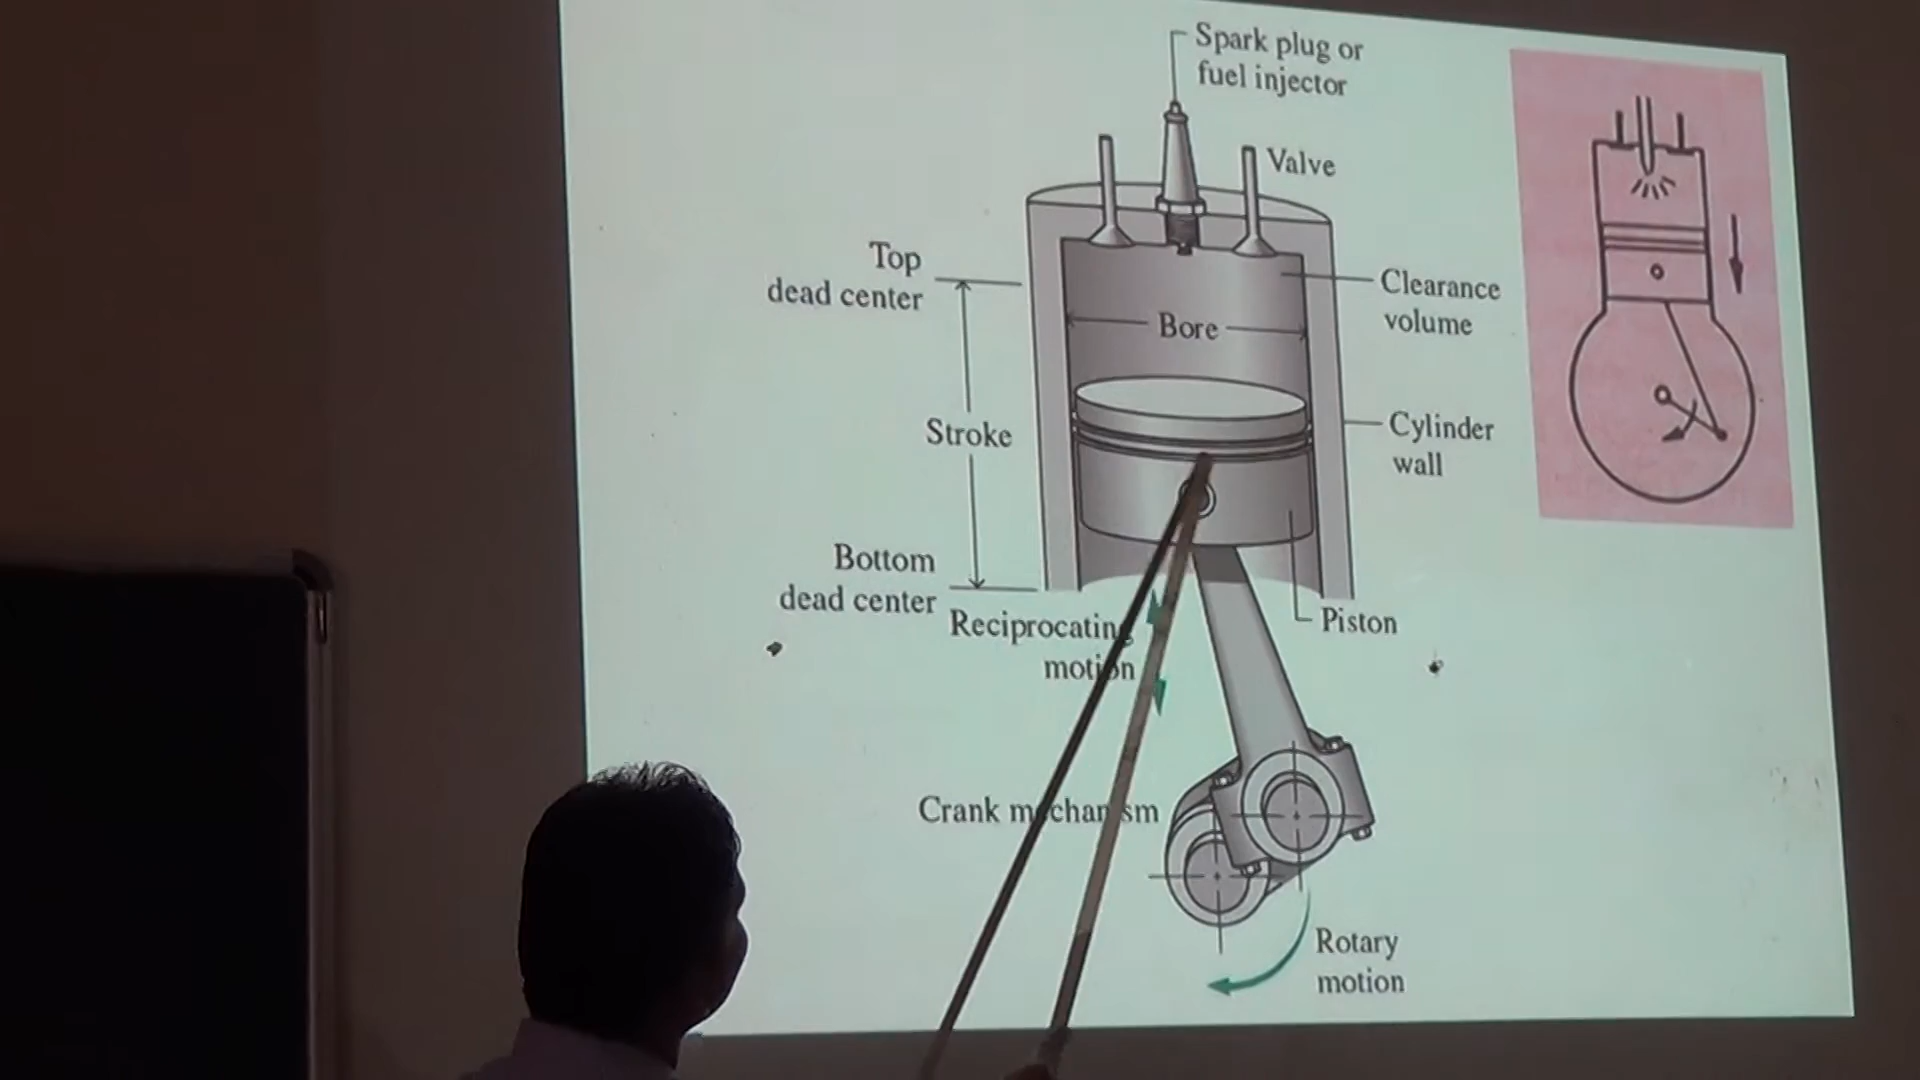 Spark plug or
fuel injector
Valve
Top
dead center
Clearance
volume
Bore
Stroke
Cylinder
wall
Bottom
dead center
Reciprocating
motion
Piston
Crank mechanism
Rotary
motion